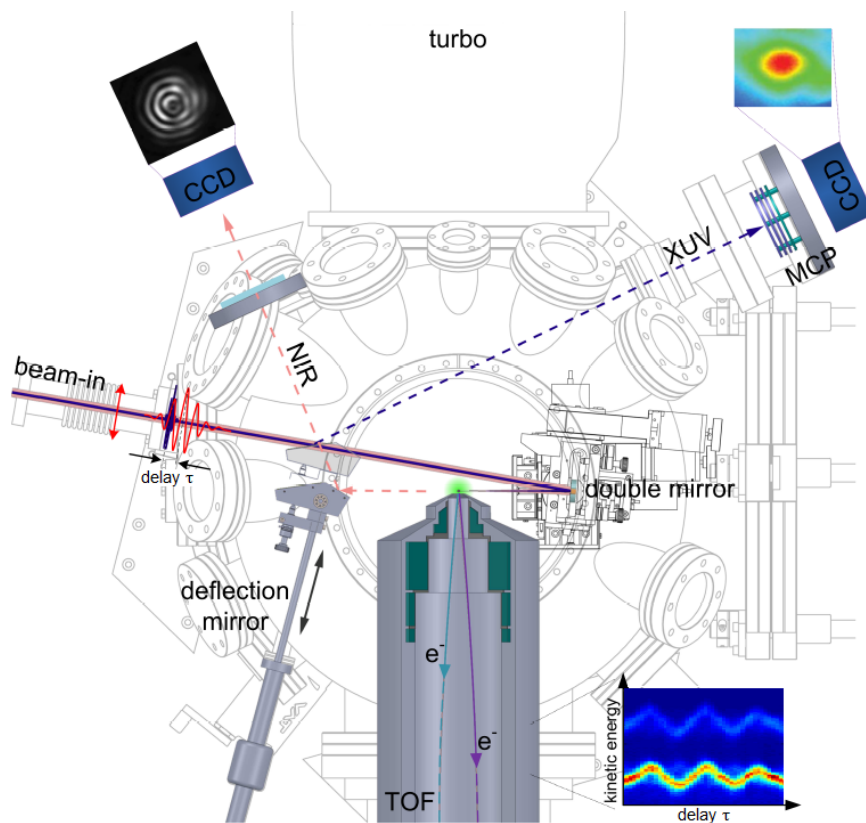 turbo
CCD
CCD
XUV
MCP
NIR
beam-in
delay τ
double mirror
deflection
mirror
e⁻
e⁻
TOF
kinetic energy
delay τ